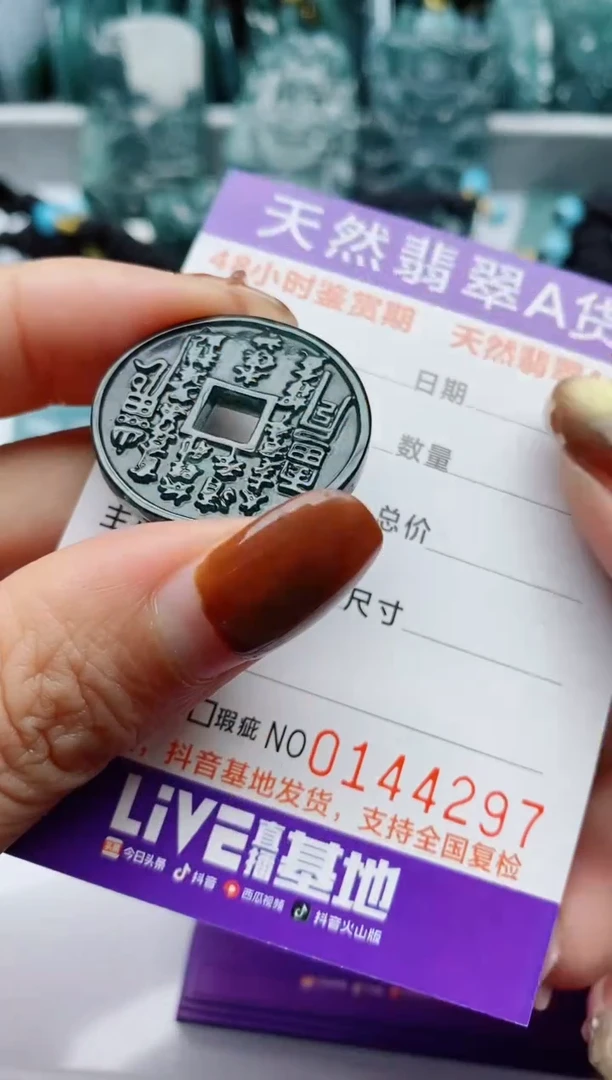 天然翡翠A货
48小时鉴赏期 天然翡翠
日期
数量
总价
尺寸
瑕疵 NO 0144297
抖音基地发货，支持全国复检
LiVE直播基地
今日头条 抖音 西瓜视频 抖音火山版